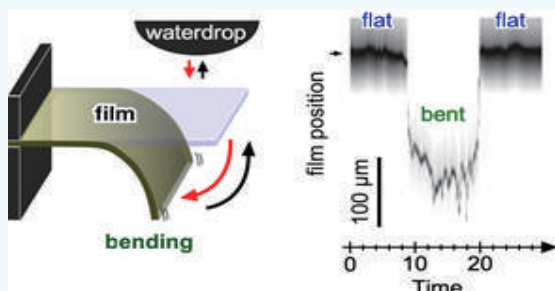 waterdrop
film
bending
flat
flat
film position
bent
100 µm
0 10 20
Time